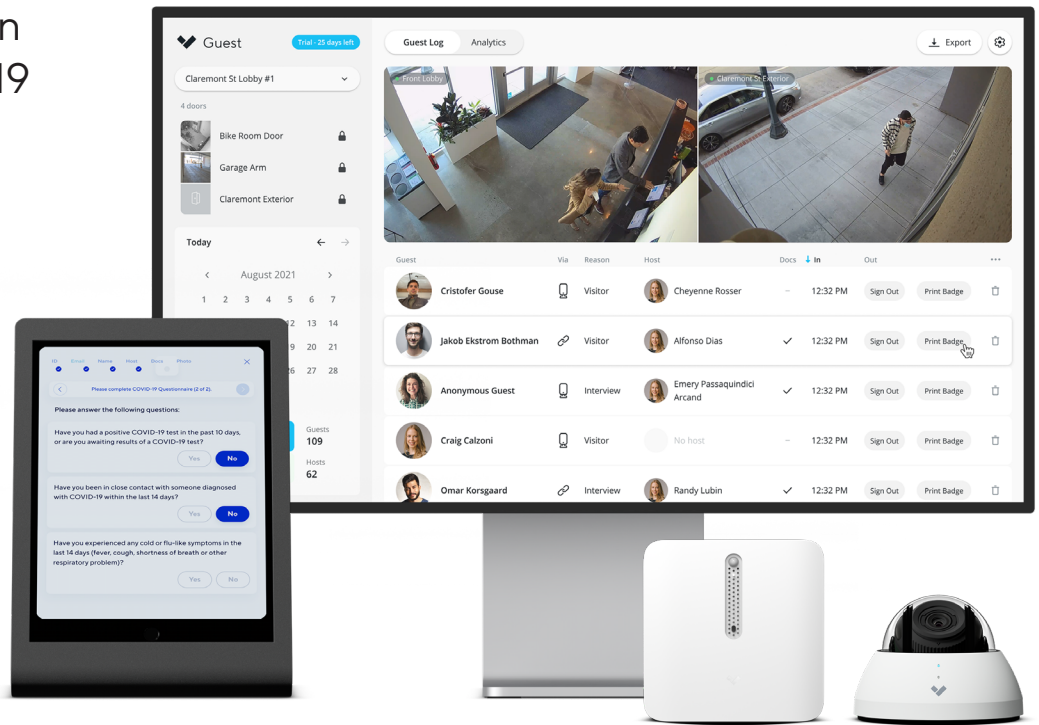 n
19
Guest
Trial - 25 days left
Guest Log
Analytics
Export
Claremont St Lobby #1
4 doors
Bike Room Door
Garage Arm
Claremont Exterior
Front Lobby
Claremont St Exterior
Today
August 2021
1 2 3 4 5 6 7
12 13 14
9 20 21
26 27 28
Guests
109
Hosts
62
Guest Via Reason Host Docs In Out
Cristofer Gouse Visitor Cheyenne Rosser – 12:32 PM Sign Out Print Badge
Jakob Ekstrom Bothman Visitor Alfonso Dias 12:32 PM Sign Out Print Badge
Anonymous Guest Interview Emery Passaquindici Arcand 12:32 PM Sign Out Print Badge
Craig Calzoni Visitor No host – 12:32 PM Sign Out Print Badge
Omar Korsgaard Interview Randy Lubin 12:32 PM Sign Out Print Badge
ID Email Name Host Docs Photo
Please complete COVID-19 Questionnaire (2 of 2).
Please answer the following questions:
Have you had a positive COVID-19 test in the past 10 days,
or are you awaiting results of a COVID-19 test?
Yes No
Have you been in close contact with someone diagnosed
with COVID-19 within the last 14 days?
Yes No
Have you experienced any cold or flu-like symptoms in the
last 14 days (fever, cough, shortness of breath or other
respiratory problem)?
Yes No